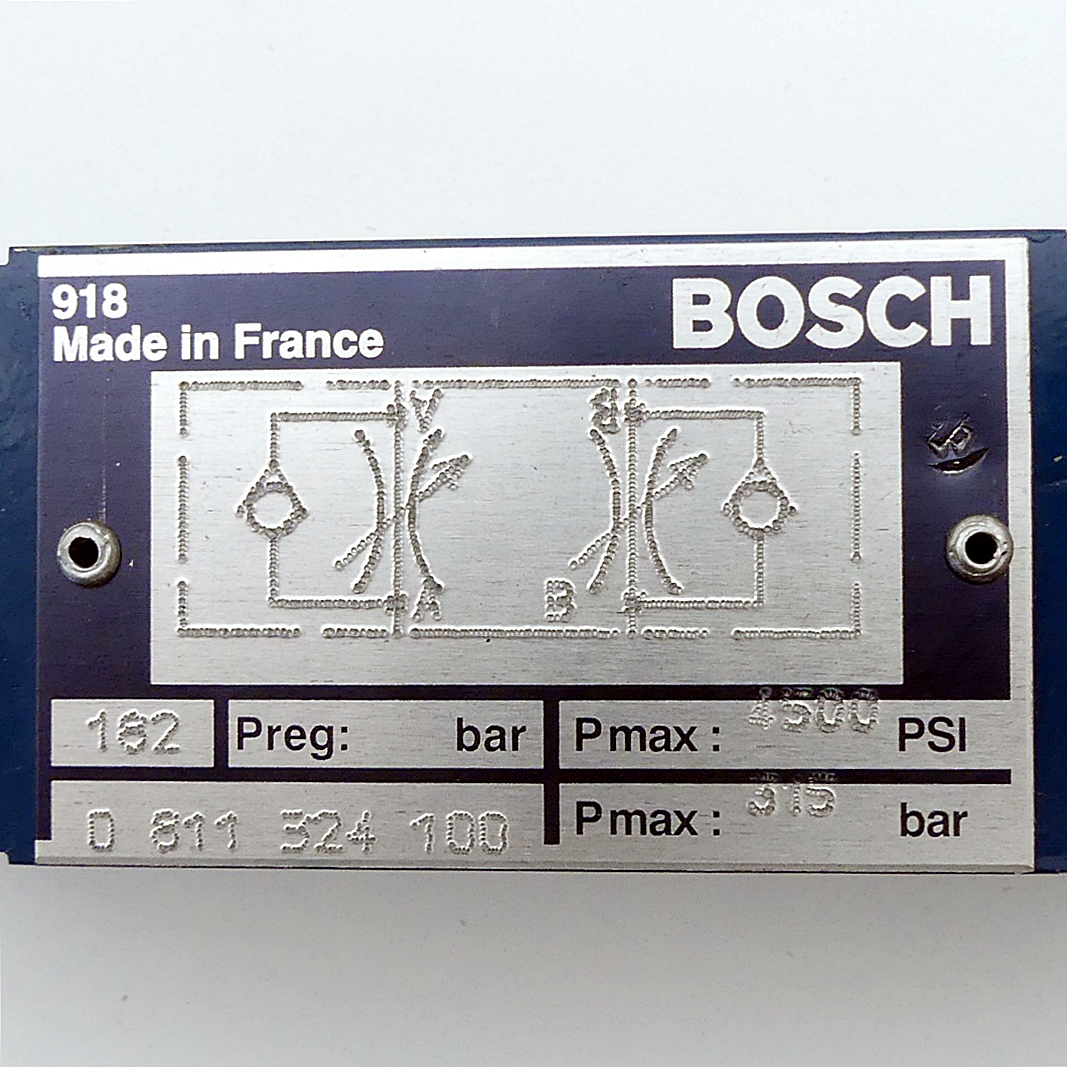 918
Made in France
BOSCH
A
B
162
Preg: bar
Pmax: 4500 PSI
0 811 324 100
Pmax: 315 bar